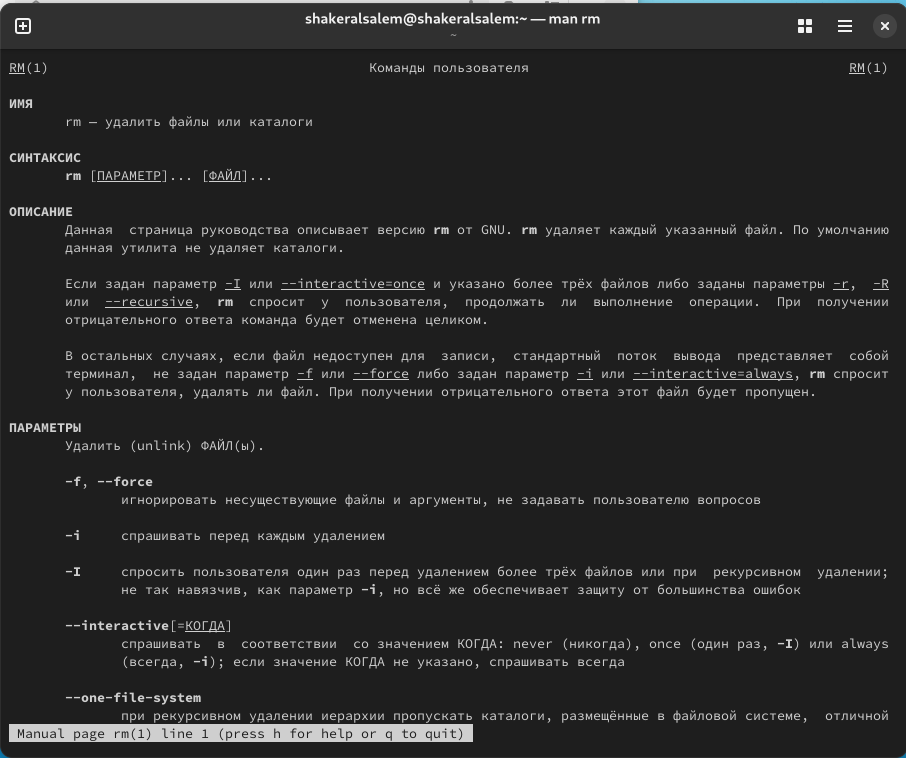 shakeralsalem@shakeralsalem:~ — man rm
~
RM(1) Команды пользователя RM(1)
ИМЯ
rm — удалить файлы или каталоги
СИНТАКСИС
rm [ПАРАМЕТР]... [ФАЙЛ]...
ОПИСАНИЕ
Данная страница руководства описывает версию rm от GNU. rm удаляет каждый указанный файл. По умолчанию
данная утилита не удаляет каталоги.
Если задан параметр -I или --interactive=once и указано более трёх файлов либо заданы параметры -r, -R
или --recursive, rm спросит у пользователя, продолжать ли выполнение операции. При получении
отрицательного ответа команда будет отменена целиком.
В остальных случаях, если файл недоступен для записи, стандартный поток вывода представляет собой
терминал, не задан параметр -f или --force либо задан параметр -i или --interactive=always, rm спросит
у пользователя, удалять ли файл. При получении отрицательного ответа этот файл будет пропущен.
ПАРАМЕТРЫ
Удалить (unlink) ФАЙЛ(ы).
-f, --force
игнорировать несуществующие файлы и аргументы, не задавать пользователю вопросов
-i спрашивать перед каждым удалением
-I спросить пользователя один раз перед удалением более трёх файлов или при рекурсивном удалении;
не так навязчив, как параметр -i, но всё же обеспечивает защиту от большинства ошибок
--interactive[=КОГДА]
спрашивать в соответствии со значением КОГДА: never (никогда), once (один раз, -I) или always
(всегда, -i); если значение КОГДА не указано, спрашивать всегда
--one-file-system
при рекурсивном удалении иерархии пропускать каталоги, размещённые в файловой системе, отличной
Manual page rm(1) line 1 (press h for help or q to quit)